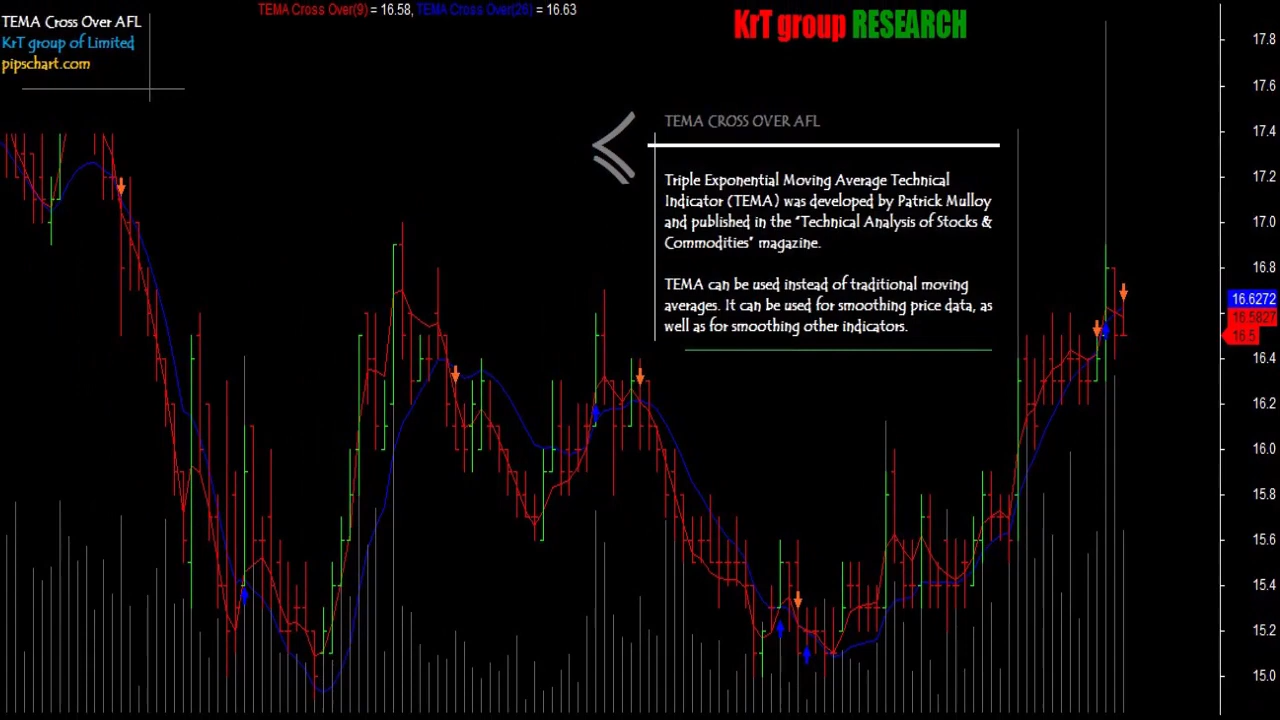 TEMA Cross Over AFL
KrT group of Limited
pipschart.com
TEMA Cross Over(9) = 16.58, TEMA Cross Over(26) = 16.63
KrT group RESEARCH
TEMA CROSS OVER AFL
Triple Exponential Moving Average Technical
Indicator (TEMA) was developed by Patrick Mulloy
and published in the "Technical Analysis of Stocks &
Commodities" magazine.
TEMA can be used instead of traditional moving
averages. It can be used for smoothing price data, as
well as for smoothing other indicators.
17.8
17.6
17.4
17.2
17.0
16.8
16.6272
16.5827
16.5
16.4
16.2
16.0
15.8
15.6
15.4
15.2
15.0